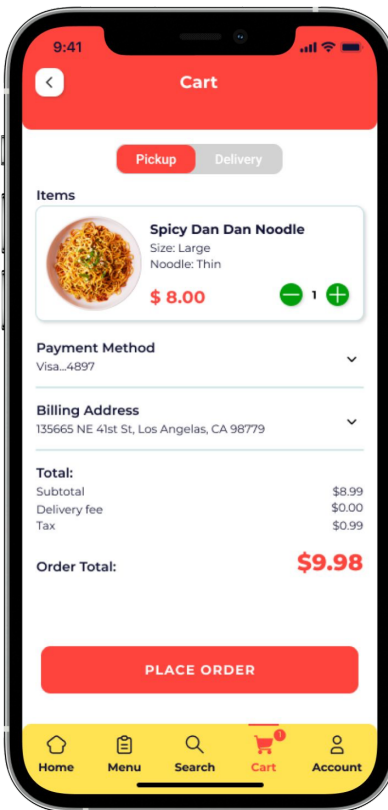 9:41
Cart
Pickup Delivery
Items
Spicy Dan Dan Noodle
Size: Large
Noodle: Thin
$ 8.00 1
Payment Method
Visa...4897
Billing Address
135665 NE 41st St, Los Angelas, CA 98779
Total:
Subtotal $8.99
Delivery fee $0.00
Tax $0.99
Order Total: $9.98
PLACE ORDER
1
Home Menu Search Cart Account